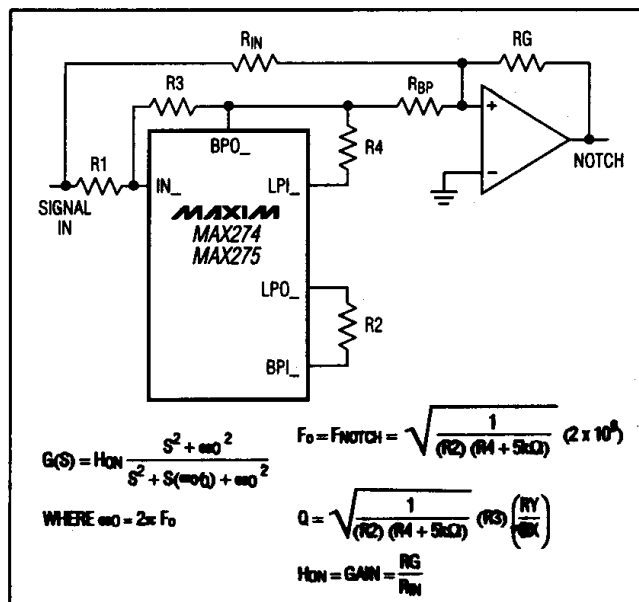 RIN
RG
R3
RBP
BPO_
R4
R1
IN_
LPI_
+
−
NOTCH
SIGNAL
IN
MAXIM
MAX274
MAX275
LPO_
R2
BPI_
G(S) = HON (S² + ω0²) / (S² + S(ω0/Q) + ω0²)
F0 = FNOTCH = √(1 / ((R2) (R4 + 5kΩ))) (2 x 10⁹)
WHERE ω0 = 2π F0
Q = √(1 / ((R2) (R4 + 5kΩ))) (R3) (RY/RX)
HON = GAIN = RG/RIN